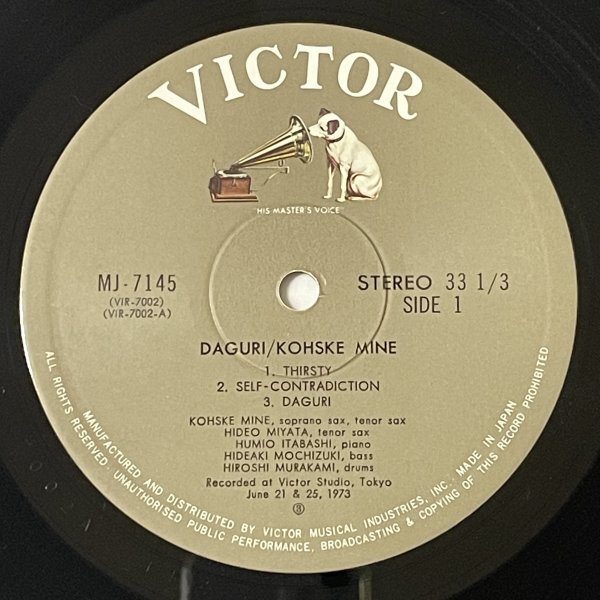 VICTOR
"HIS MASTER'S VOICE"
MJ-7145
(VIR-7002)
(VIR-7002-A)
STEREO 33 1/3
SIDE 1
DAGURI/KOHSKE MINE
1. THIRSTY
2. SELF-CONTRADICTION
3. DAGURI
KOHSKE MINE, soprano sax, tenor sax
HIDEO MIYATA, tenor sax
HUMIO ITABASHI, piano
HIDEAKI MOCHIZUKI, bass
HIROSHI MURAKAMI, drums
Recorded at Victor Studio, Tokyo
June 21 & 25, 1973
MANUFACTURED AND DISTRIBUTED BY VICTOR MUSICAL INDUSTRIES, INC. MADE IN JAPAN
ALL RIGHTS RESERVED. UNAUTHORISED PUBLIC PERFORMANCE, BROADCASTING & COPYING OF THIS RECORD PROHIBITED